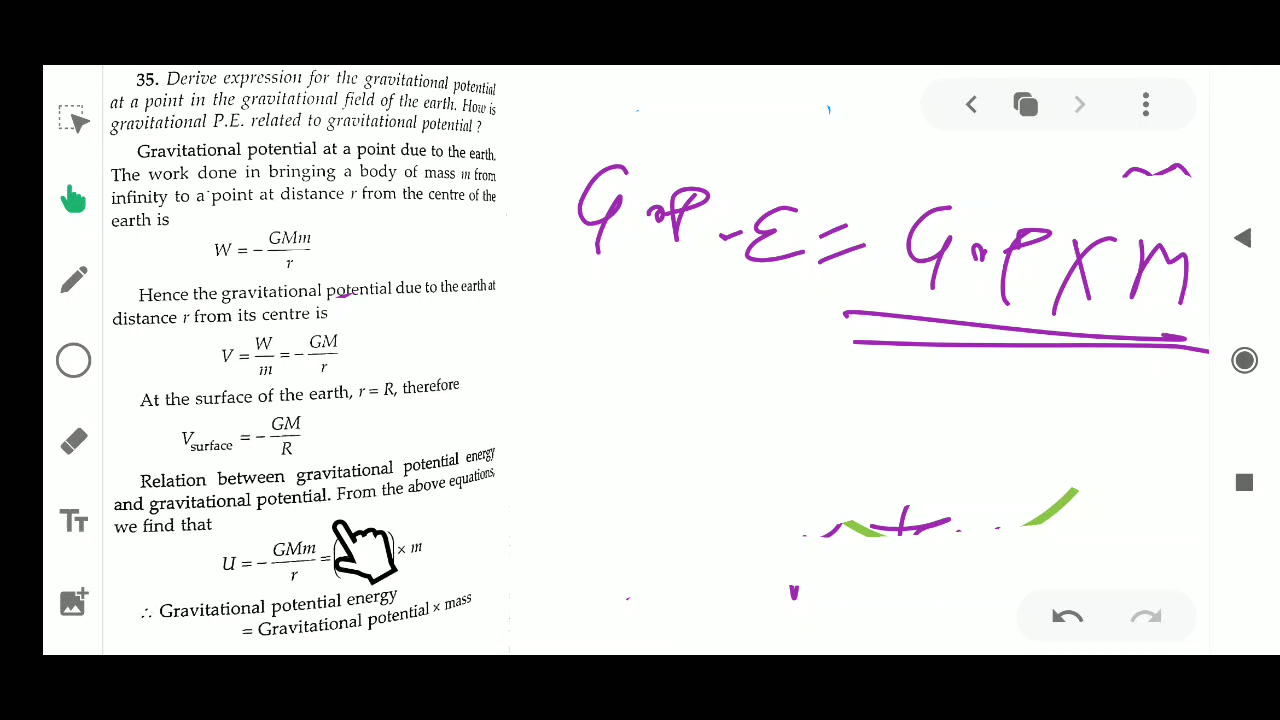 35. Derive expression for the gravitational potential
at a point in the gravitational field of the earth. How is
gravitational P.E. related to gravitational potential ?
Gravitational potential at a point due to the earth.
The work done in bringing a body of mass m from
infinity to a point at distance r from the centre of the
earth is
W = - GMm / r
Hence the gravitational potential due to the earth at
distance r from its centre is
V = W / m = - GM / r
At the surface of the earth, r = R, therefore
V surface = - GM / R
Relation between gravitational potential energy
and gravitational potential. From the above equations,
we find that
U = - GMm / r = ( ) × m
∴ Gravitational potential energy
= Gravitational potential × mass
G.P.E = G.P X m
TT